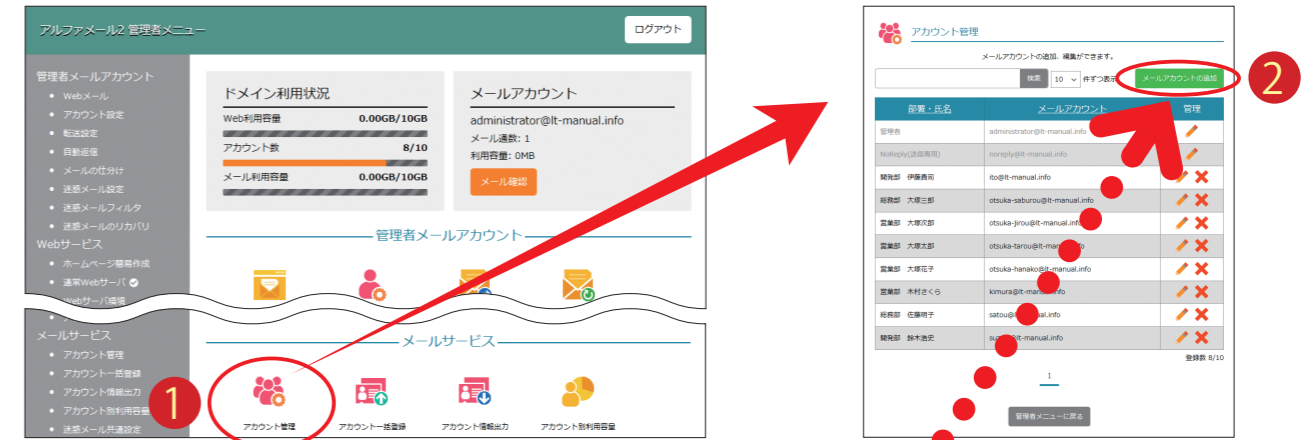 アルファメール2 管理者メニュー
ログアウト
管理者メールアカウント
Webメール
アカウント設定
転送設定
自動返信
メールの仕分け
迷惑メール設定
迷惑メールフィルタ
迷惑メールのリカバリ
Webサービス
ホームページ簡易作成
通常Webサーバ
Webサーバ環境
メールサービス
アカウント管理
アカウント一括登録
アカウント情報出力
アカウント別利用容量
迷惑メール共通設定
ドメイン利用状況
Web利用容量 0.00GB/10GB
アカウント数 8/10
メール利用容量 0.00GB/10GB
メールアカウント
administrator@lt-manual.info
メール通数: 1
利用容量: 0MB
メール確認
管理者メールアカウント
メールサービス
1
アカウント管理
アカウント一括登録
アカウント情報出力
アカウント別利用容量
アカウント管理
メールアカウントの追加、編集ができます。
検索 10 件ずつ表示 メールアカウントの追加
2
部署・氏名 メールアカウント 管理
管理者 administrator@lt-manual.info
NoReply(送信専用) noreply@lt-manual.info
開発部 伊藤貴司 ito@lt-manual.info
総務部 大塚三郎 otsuka-saburou@lt-manual.info
営業部 大塚次郎 otsuka-jirou@lt-manual.info
営業部 大塚太郎 otsuka-tarou@lt-manual.info
営業部 大塚花子 otsuka-hanako@lt-manual.info
営業部 木村さくら kimura@lt-manual.info
総務部 佐藤明子
開発部 鈴木浩史
登録数 8/10
1
管理者メニューに戻る